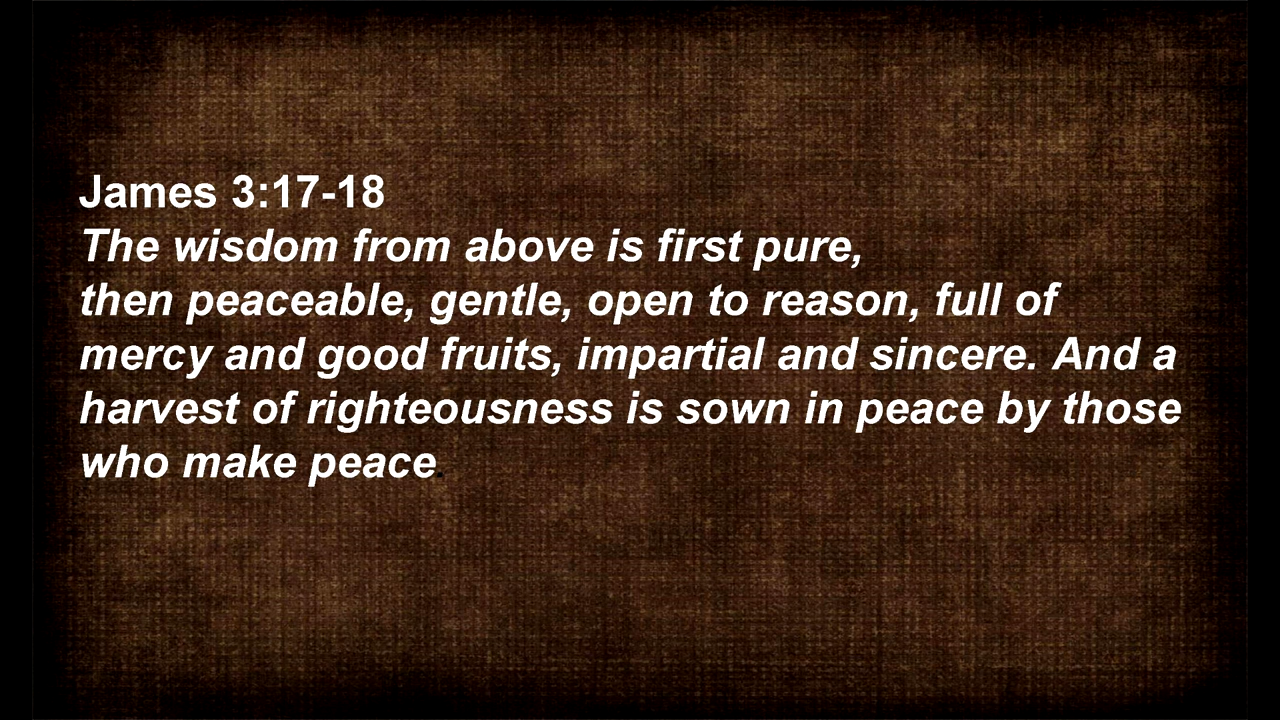 James 3:17-18
The wisdom from above is first pure,
then peaceable, gentle, open to reason, full of
mercy and good fruits, impartial and sincere. And a
harvest of righteousness is sown in peace by those
who make peace.